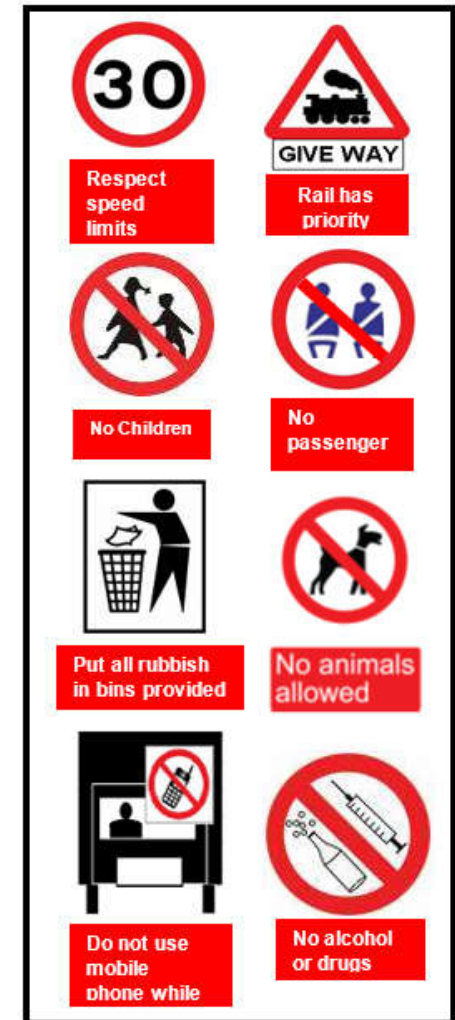 30
GIVE WAY
Respect
speed
limits
Rail has
priority
No Children
No
passenger
Put all rubbish
in bins provided
No animals
allowed
Do not use
mobile
phone while
No alcohol
or drugs